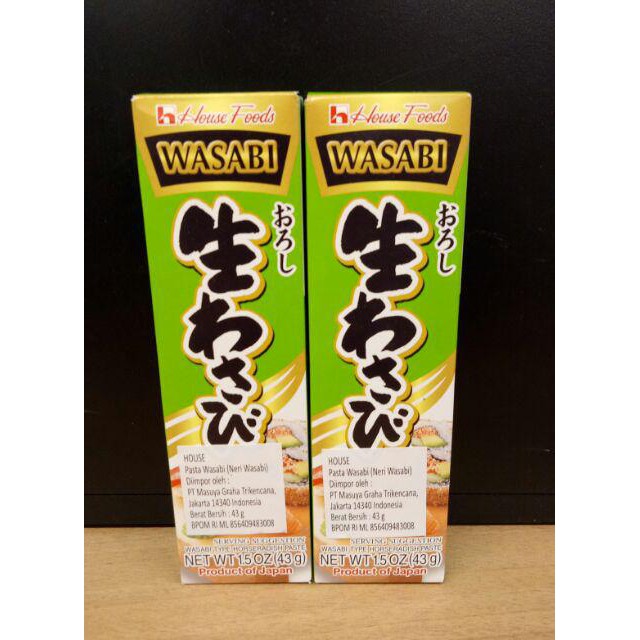 House Foods
WASABI
おろし
生わさび
HOUSE
Pasta Wasabi (Neri Wasabi)
Diimpor oleh :
PT Masuya Graha Trikencana,
Jakarta 14340 Indonesia
Berat Bersih : 43 g
BPOM RI ML 856409483008
SERVING SUGGESTION
WASABI TYPE HORSERADISH PASTE
NET WT 1.5 OZ (43 g)
Product of Japan
House Foods
WASABI
おろし
生わさび
HOUSE
Pasta Wasabi (Neri Wasabi)
Diimpor oleh :
PT Masuya Graha Trikencana,
Jakarta 14340 Indonesia
Berat Bersih : 43 g
BPOM RI ML 856409483008
SERVING SUGGESTION
WASABI TYPE HORSERADISH PASTE
NET WT 1.5 OZ (43 g)
Product of Japan